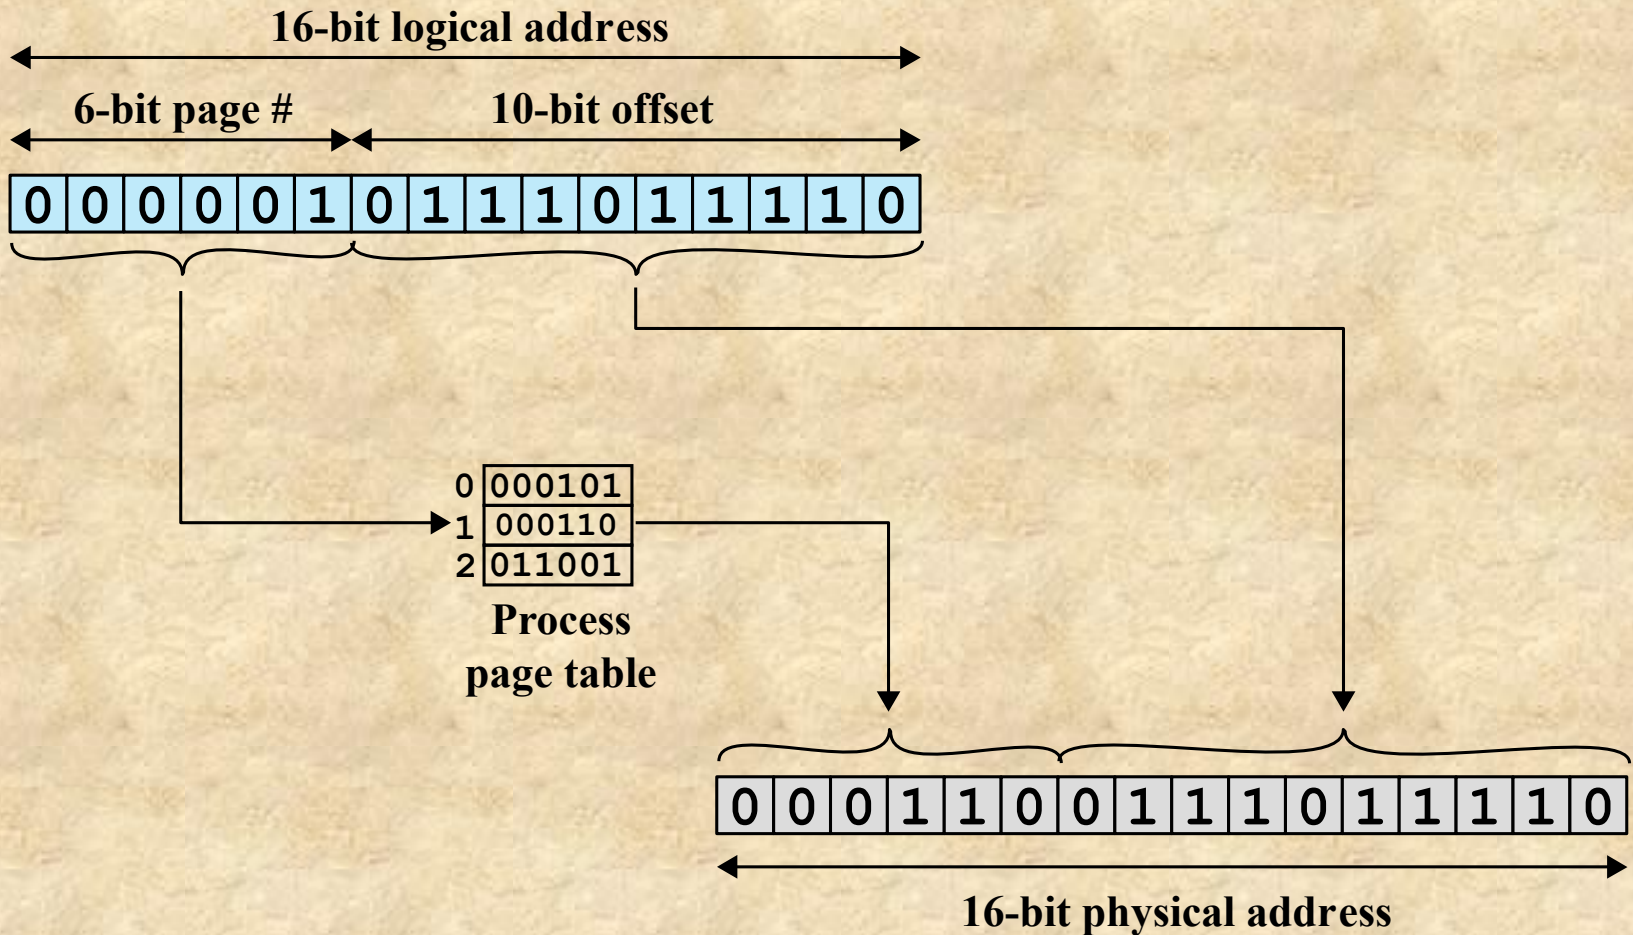 16-bit logical address
6-bit page # 10-bit offset
0 0 0 0 0 1 0 1 1 1 0 1 1 1 1 0
0 000101
1 000110
2 011001
Process
page table
0 0 0 1 1 0 0 1 1 1 0 1 1 1 1 0
16-bit physical address